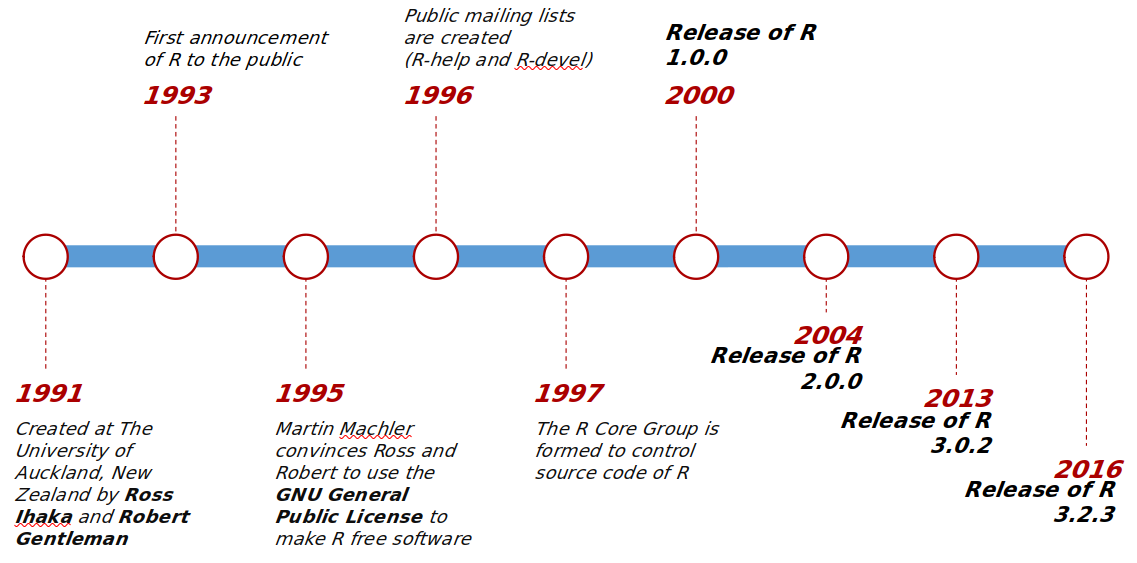 First announcement
of R to the public
1993
Public mailing lists
are created
(R-help and R-devel)
1996
Release of R
1.0.0
2000
1991
Created at The
University of
Auckland, New
Zealand by Ross
Ihaka and Robert
Gentleman
1995
Martin Machler
convinces Ross and
Robert to use the
GNU General
Public License to
make R free software
1997
The R Core Group is
formed to control
source code of R
2004
Release of R
2.0.0
2013
Release of R
3.0.2
2016
Release of R
3.2.3